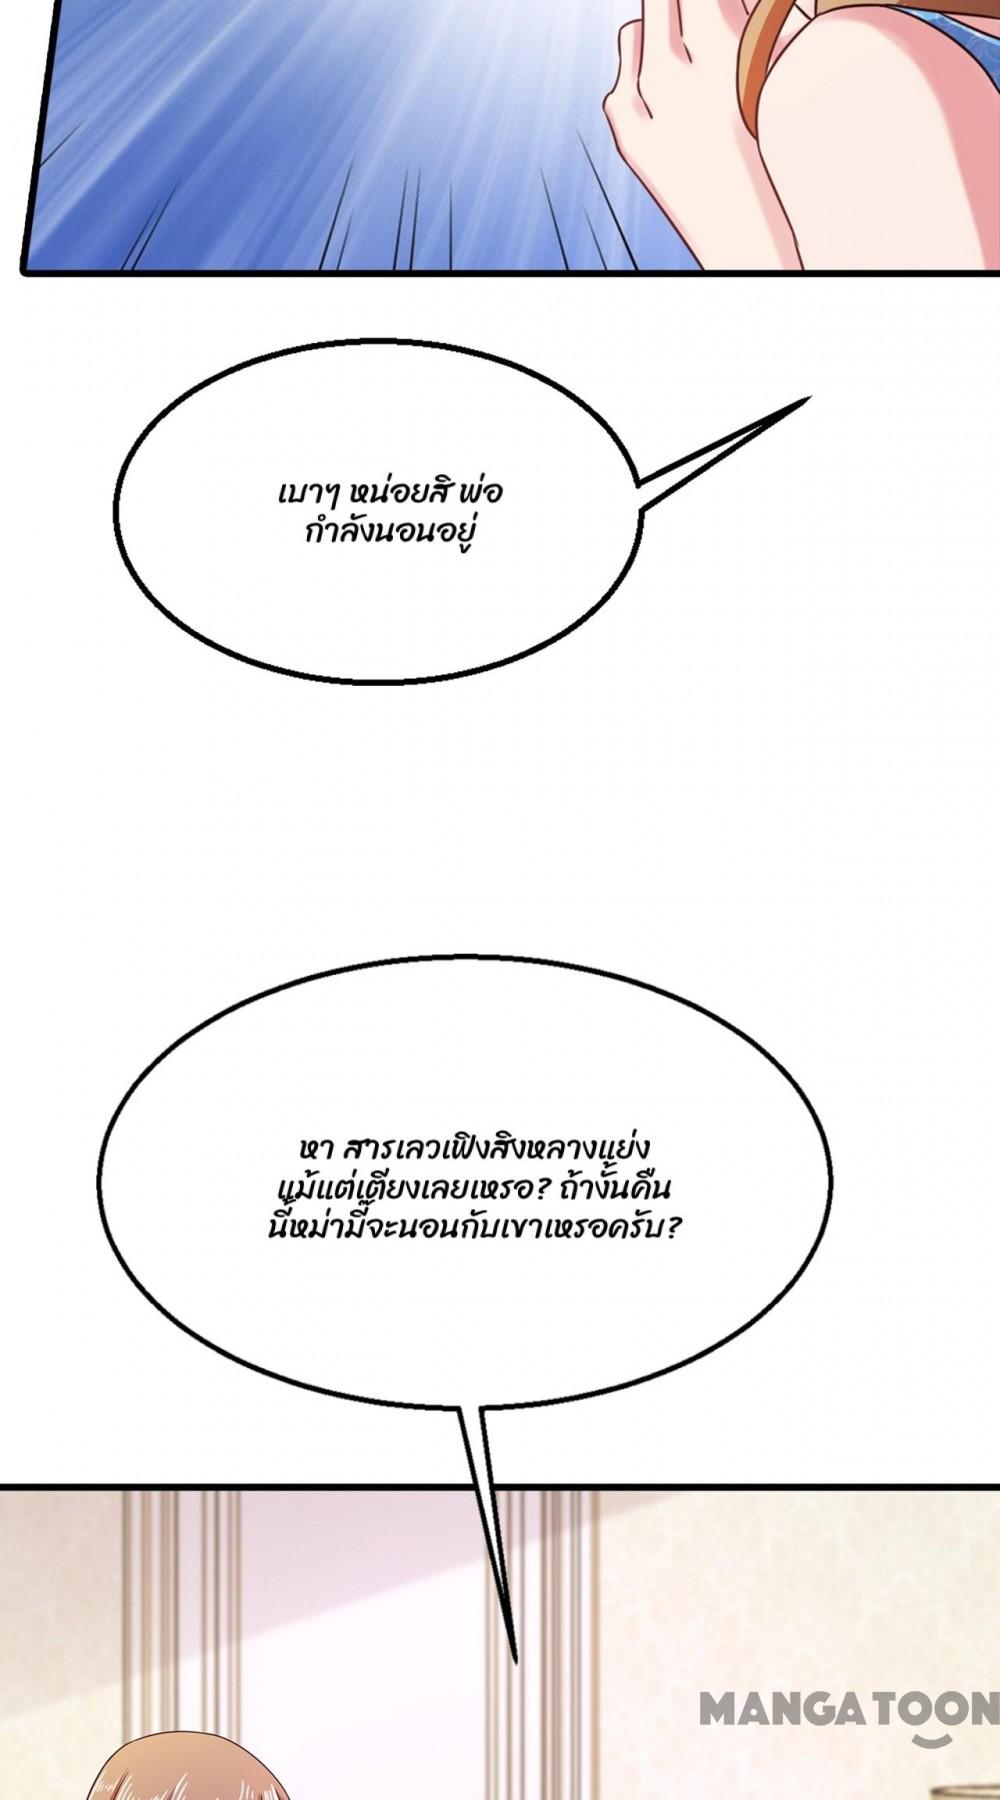 เบาๆ หน่อยสิ พ่อ
กำลังนอนอยู่
หา สารเลวเฟิงสิงหลางแย่ง
แม้แต่เตียงเลยเหรอ? ถ้างั้นคืน
นี้หม่ามี๊จะนอนกับเขาเหรอครับ?
MANGATOON